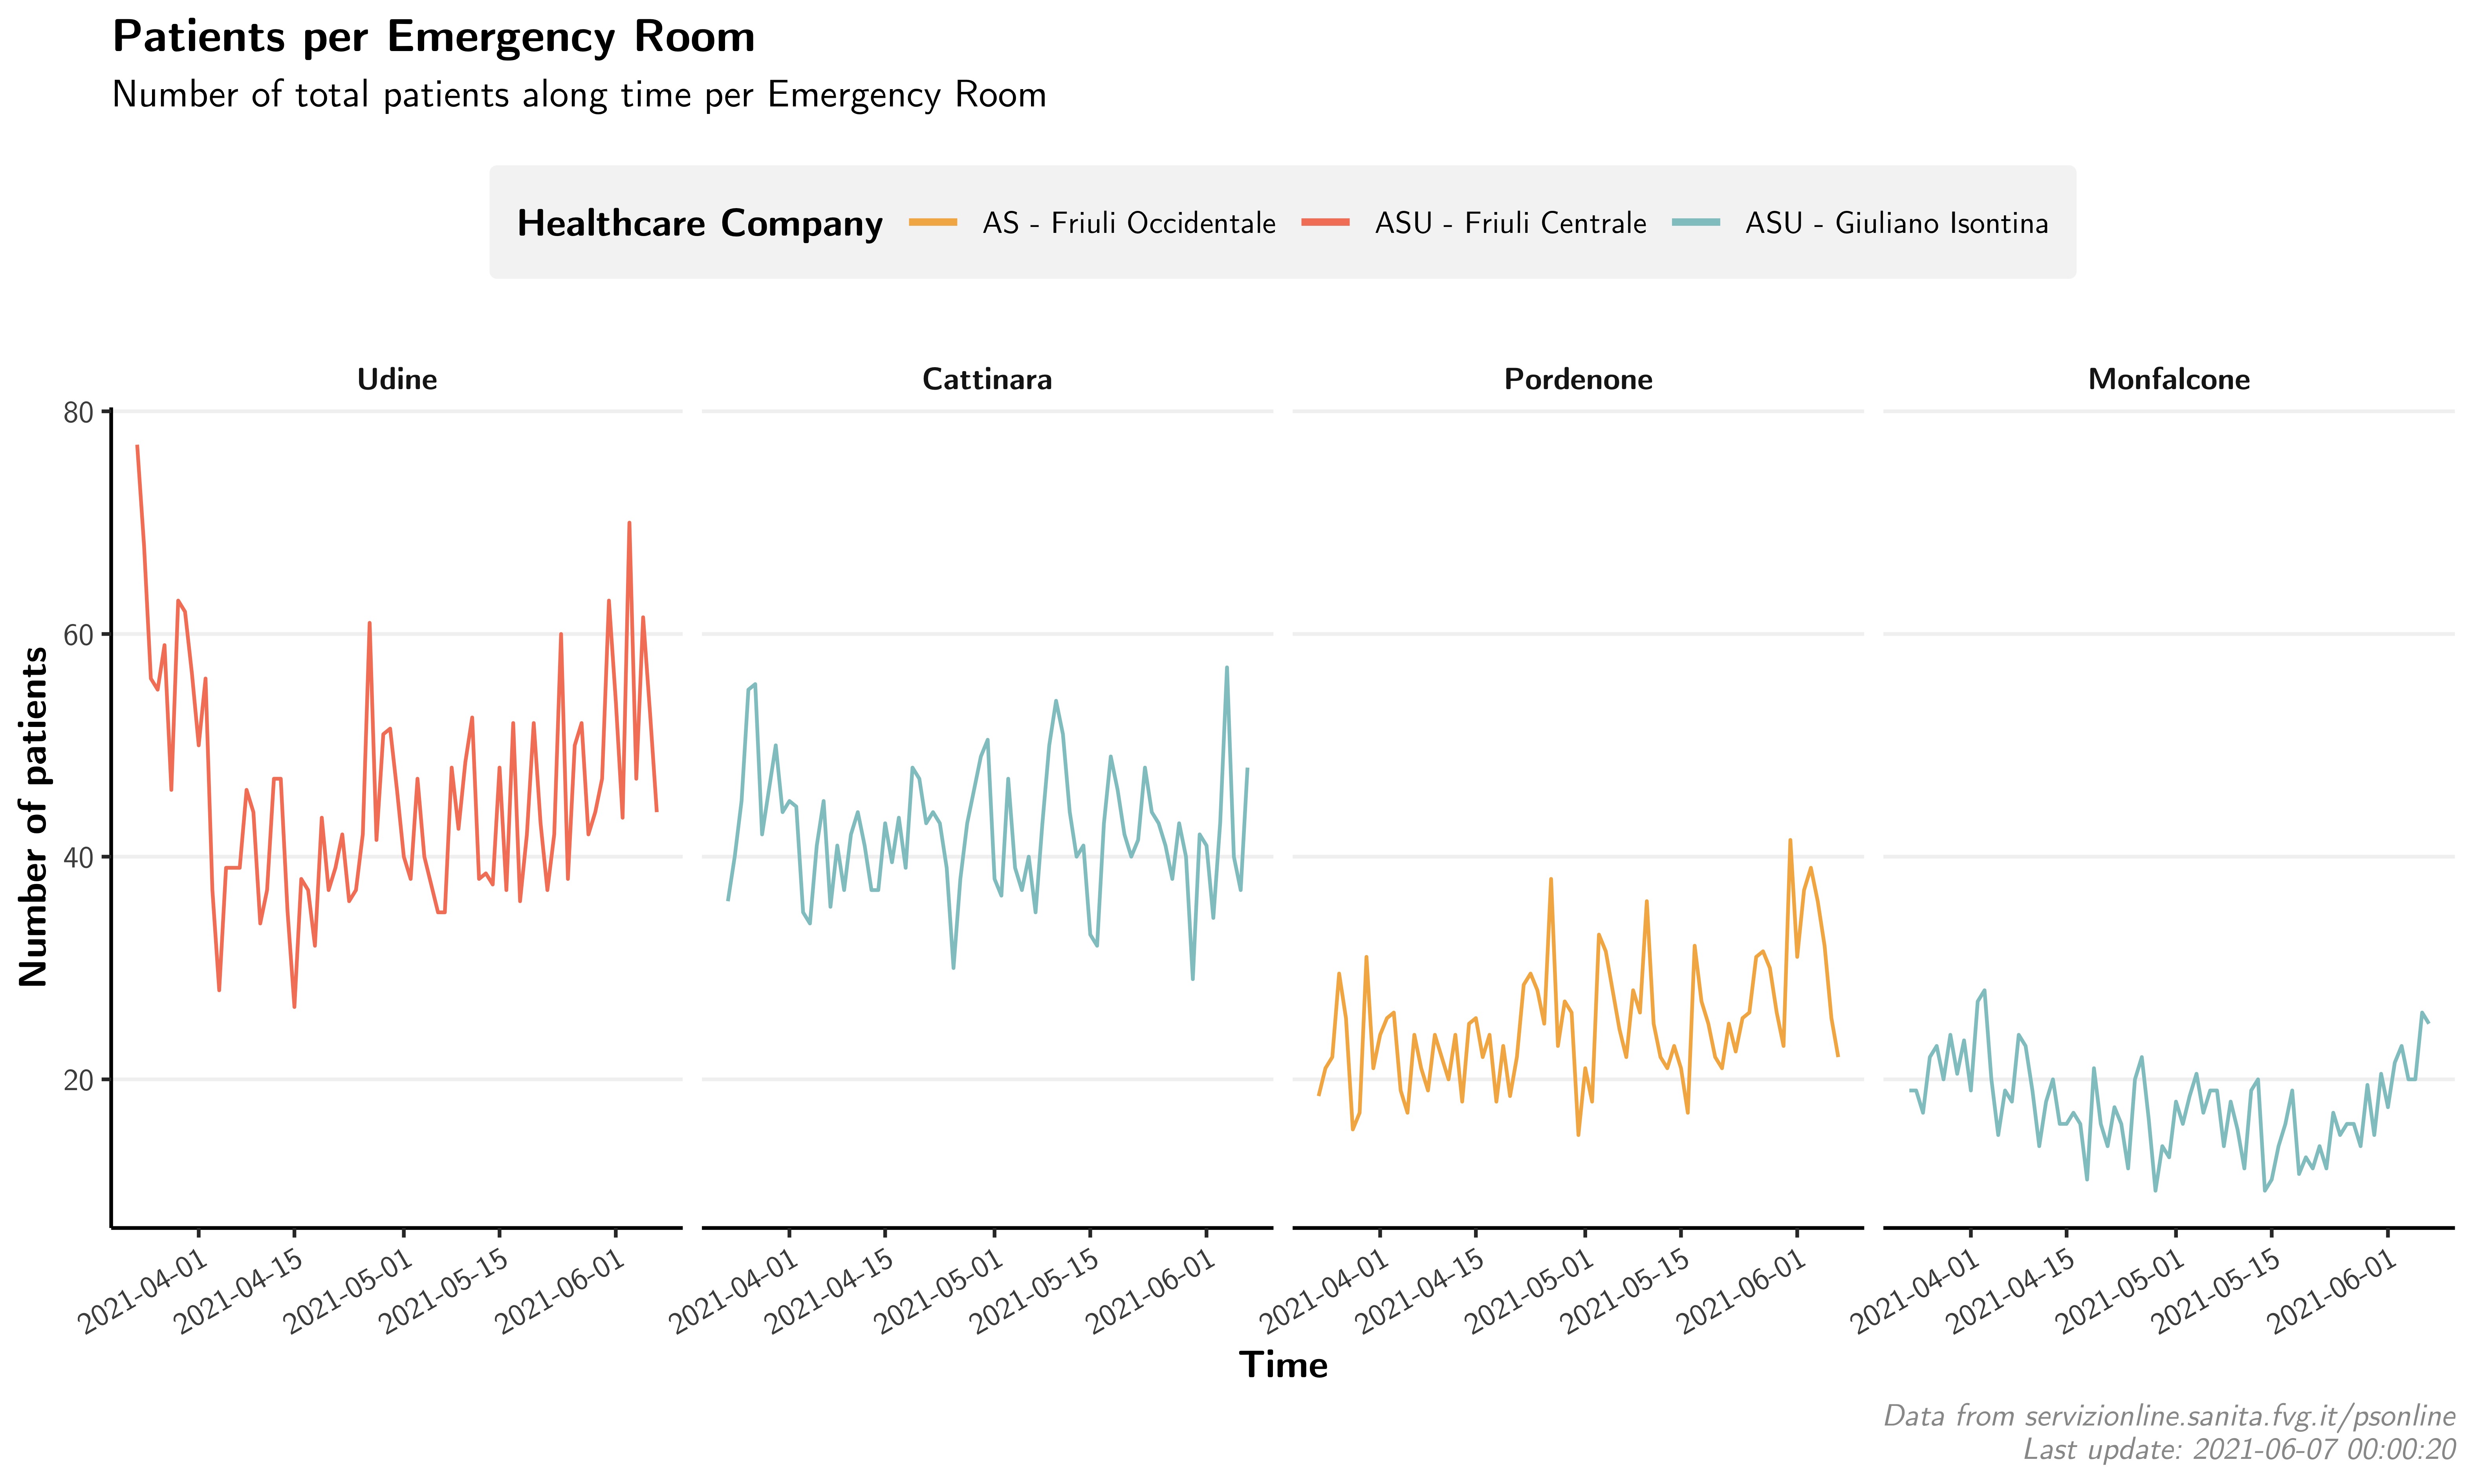 Patients per Emergency Room
Number of total patients along time per Emergency Room
Healthcare Company AS - Friuli Occidentale ASU - Friuli Centrale ASU - Giuliano Isontina
Udine Cattinara Pordenone Monfalcone
Number of patients
80
60
40
20
2021-04-01 2021-04-15 2021-05-01 2021-05-15 2021-06-01 2021-04-01 2021-04-15 2021-05-01 2021-05-15 2021-06-01 2021-04-01 2021-04-15 2021-05-01 2021-05-15 2021-06-01 2021-04-01 2021-04-15 2021-05-01 2021-05-15 2021-06-01
Time
Data from servizionline.sanita.fvg.it/psonline
Last update: 2021-06-07 00:00:20